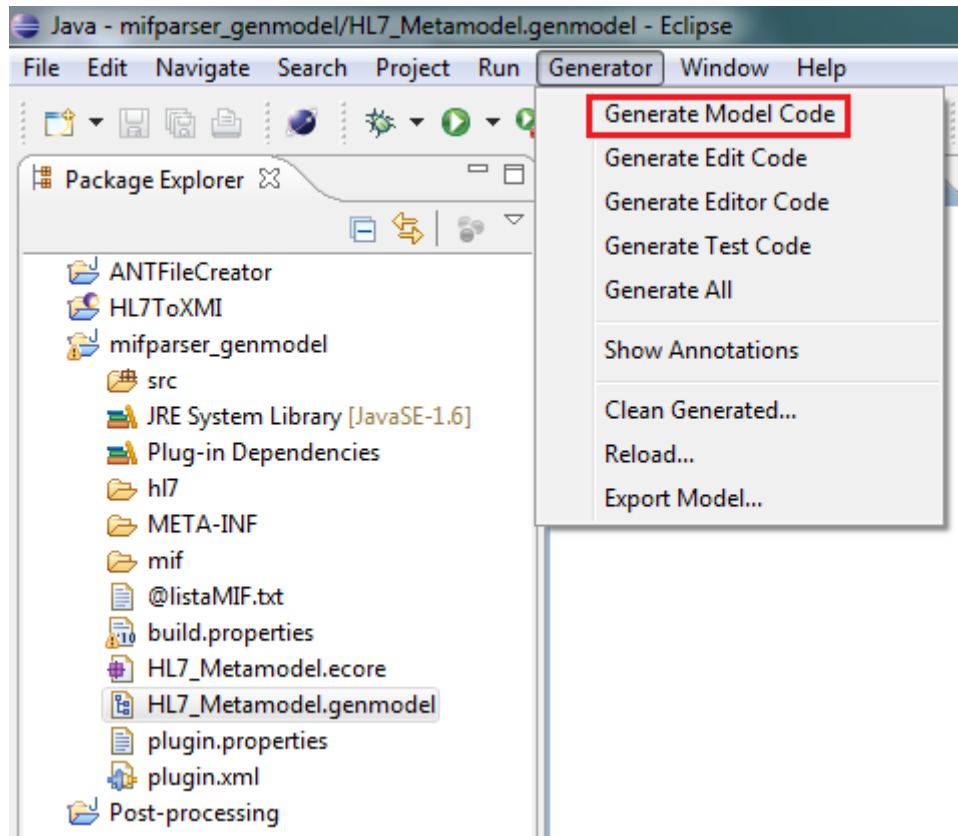 Java - mifparser_genmodel/HL7_Metamodel.genmodel - Eclipse
File Edit Navigate Search Project Run Generator Window Help
Generate Model Code
Generate Edit Code
Generate Editor Code
Generate Test Code
Generate All
Show Annotations
Clean Generated...
Reload...
Export Model...
Package Explorer
ANTFileCreator
HL7ToXMI
mifparser_genmodel
src
JRE System Library [JavaSE-1.6]
Plug-in Dependencies
hl7
META-INF
mif
@listaMIF.txt
build.properties
HL7_Metamodel.ecore
HL7_Metamodel.genmodel
plugin.properties
plugin.xml
Post-processing